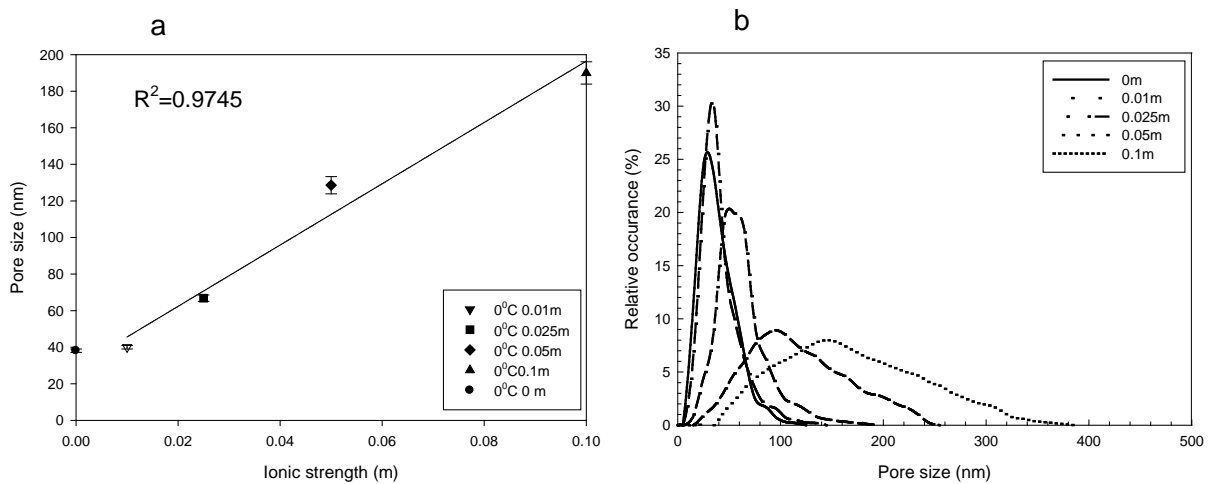 a
R²=0.9745
Pore size (nm)
200
180
160
140
120
100
80
60
40
20
0
0.00 0.02 0.04 0.06 0.08 0.10
Ionic strength (m)
0⁰C 0.01m
0⁰C 0.025m
0⁰C 0.05m
0⁰C0.1m
0⁰C 0 m
b
Relative occurance (%)
35
30
25
20
15
10
5
0
0 100 200 300 400 500
Pore size (nm)
0m
0.01m
0.025m
0.05m
0.1m